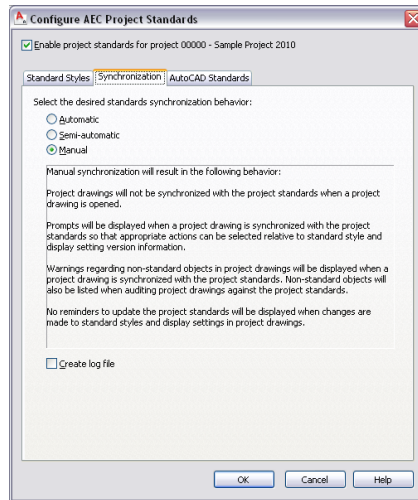 Configure AEC Project Standards
Enable project standards for project 00000 - Sample Project 2010
Standard Styles Synchronization AutoCAD Standards
Select the desired standards synchronization behavior:
Automatic
Semi-automatic
Manual
Manual synchronization will result in the following behavior:
Project drawings will not be synchronized with the project standards when a project
drawing is opened.
Prompts will be displayed when a project drawing is synchronized with the project
standards so that appropriate actions can be selected relative to standard style and
display setting version information.
Warnings regarding non-standard objects in project drawings will be displayed when a
project drawing is synchronized with the project standards. Non-standard objects will
also be listed when auditing project drawings against the project standards.
No reminders to update the project standards will be displayed when changes are
made to standard styles and display settings in project drawings.
Create log file
OK Cancel Help